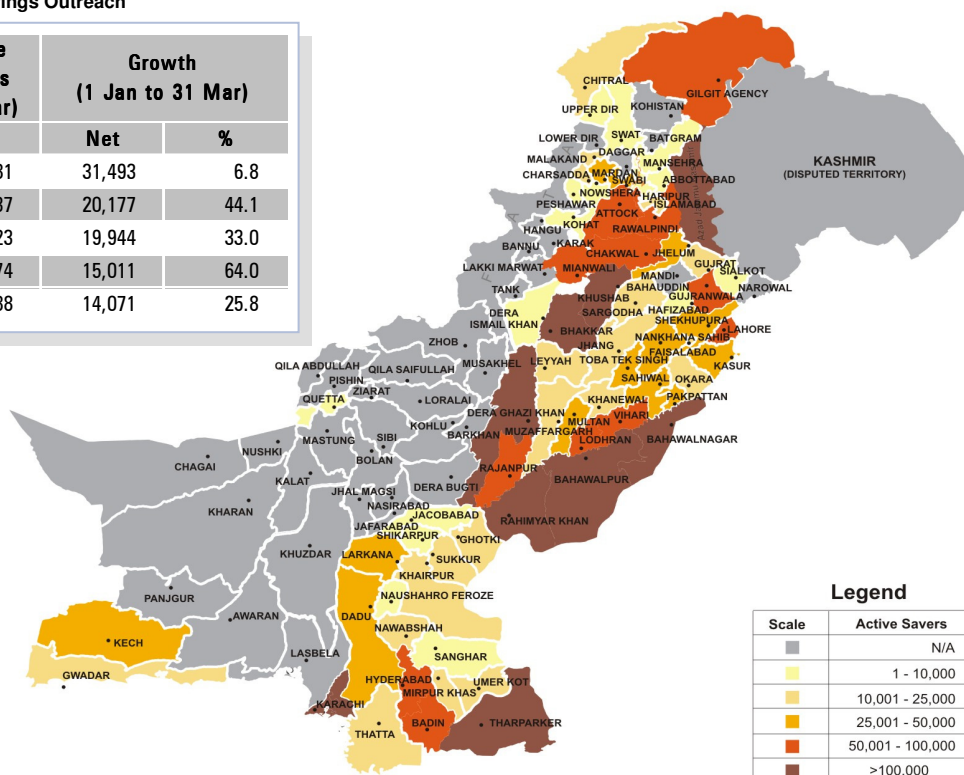 ings Outreach
e
s
ar)
Growth
(1 Jan to 31 Mar)
Net %
31 31,493 6.8
37 20,177 44.1
23 19,944 33.0
74 15,011 64.0
38 14,071 25.8
CHITRAL
GILGIT AGENCY
UPPER DIR
KOHISTAN
LOWER DIR
SWAT
BATGRAM
DAGGAR
MALAKAND
MANSEHRA
CHARSADDA
MARDAN
SWABI
ABBOTTABAD
NOWSHERA
HARIPUR
PESHAWAR
ISLAMABAD
ATTOCK
KOHAT
HANGU
RAWALPINDI
KASHMIR
(DISPUTED TERRITORY)
BANNU
KARAK
CHAKWAL
JHELUM
LAKKI MARWAT
MIANWALI
GUJRAT
SIALKOT
MANDI
BAHAUDDIN
NAROWAL
TANK
KHUSHAB
GUJRANWALA
DERA
ISMAIL KHAN
SARGODHA
HAFIZABAD
SHEKHUPURA
BHAKKAR
LAHORE
NANKHANA SAHIB
ZHOB
JHANG
FAISALABAD
MUSAKHEL
LEYYAH
TOBA TEK SINGH
KASUR
QILA ABDULLAH
QILA SAIFULLAH
PISHIN
SAHIWAL
OKARA
ZIARAT
QUETTA
LORALAI
KHANEWAL
PAKPATTAN
DERA GHAZI KHAN
VIHARI
MULTAN
KOHLU
BARKHAN
MUZAFFARGARH
MASTUNG
SIBI
LODHRAN
BAHAWALNAGAR
NUSHKI
BOLAN
CHAGAI
RAJANPUR
KALAT
BAHAWALPUR
DERA BUGTI
JHAL MAGSI
KHARAN
NASIRABAD
JACOBABAD
RAHIMYAR KHAN
JAFARABAD
SHIKARPUR
GHOTKI
KHUZDAR
LARKANA
SUKKUR
KHAIRPUR
PANJGUR
NAUSHAHRO FEROZE
AWARAN
DADU
NAWABSHAH
KECH
LASBELA
SANGHAR
GWADAR
HYDERABAD
UMER KOT
MIRPUR KHAS
KARACHI
BADIN
THARPARKER
THATTA
Legend
Scale Active Savers
N/A
1 - 10,000
10,001 - 25,000
25,001 - 50,000
50,001 - 100,000
>100,000